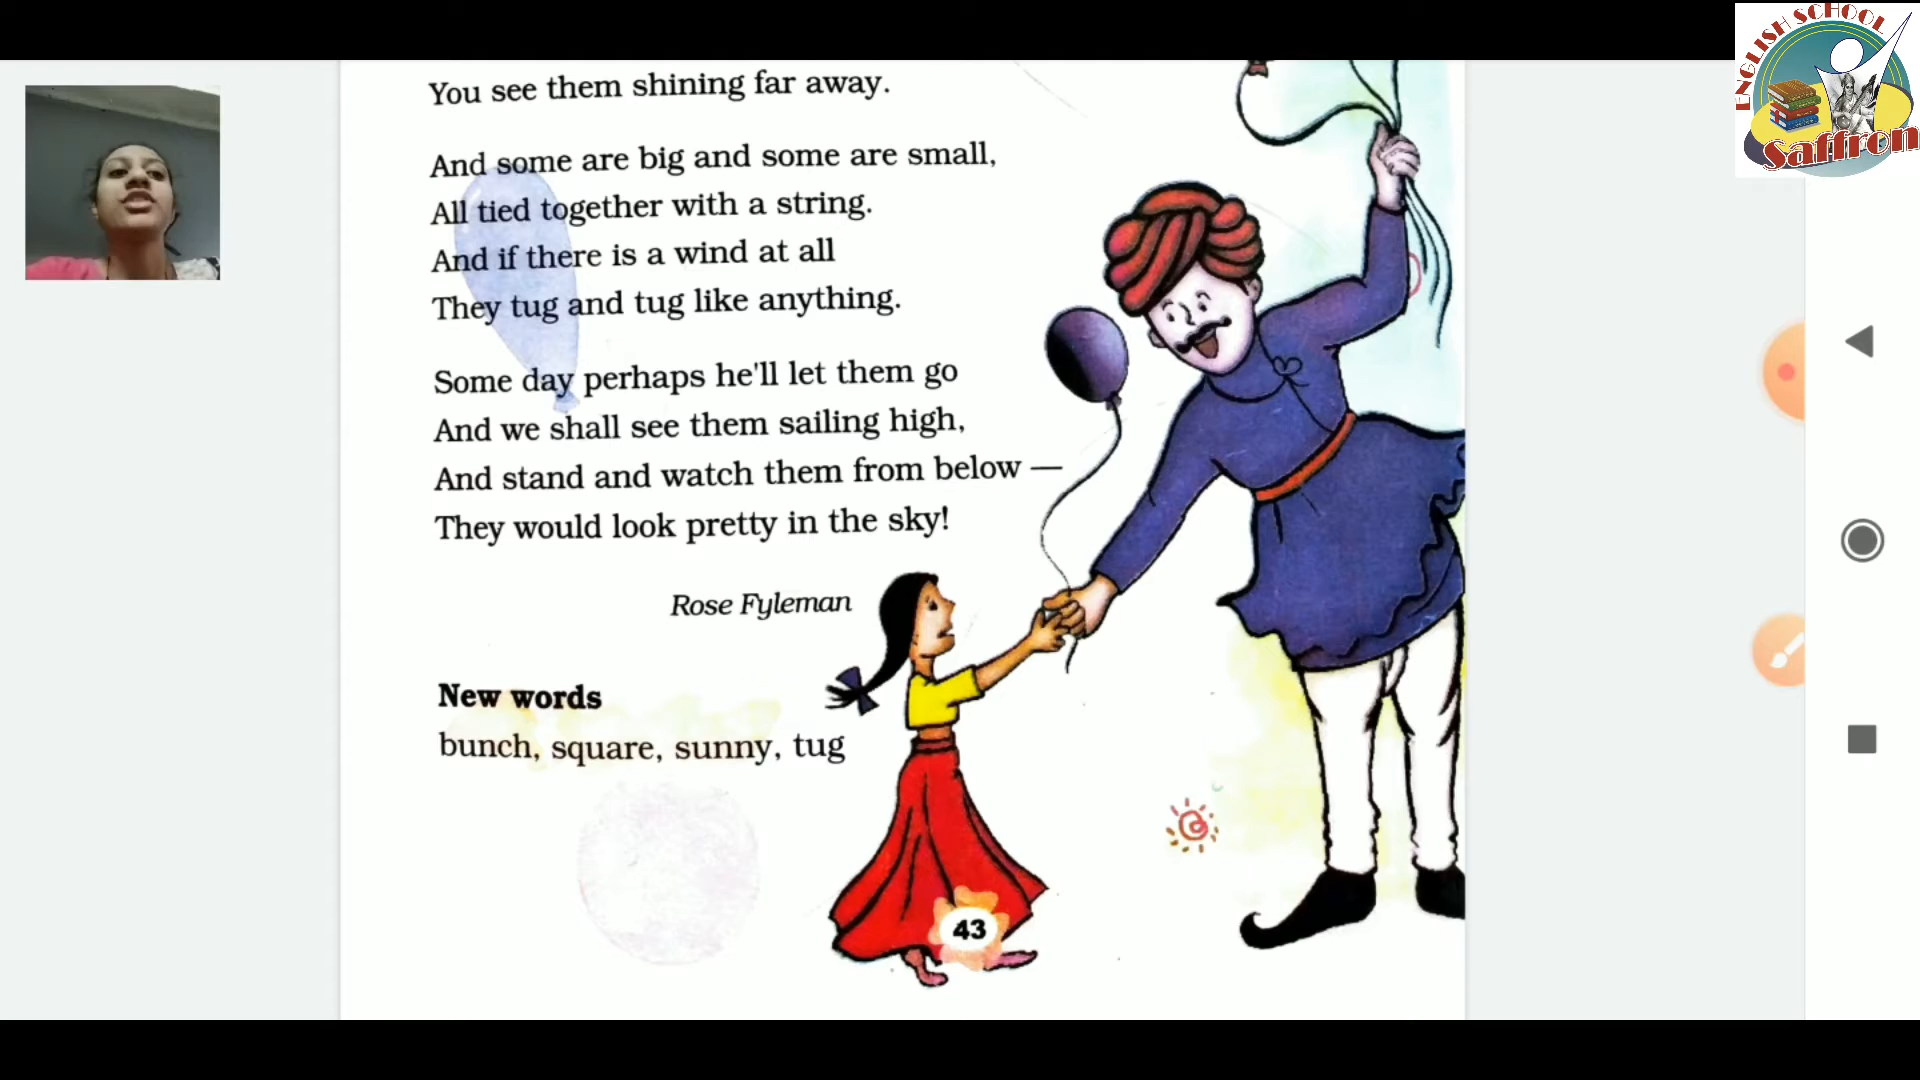 ENGLISH SCHOOL
Saffron
You see them shining far away.
And some are big and some are small,
All tied together with a string.
And if there is a wind at all
They tug and tug like anything.
Some day perhaps he'll let them go
And we shall see them sailing high,
And stand and watch them from below —
They would look pretty in the sky!
Rose Fyleman
New words
bunch, square, sunny, tug
43